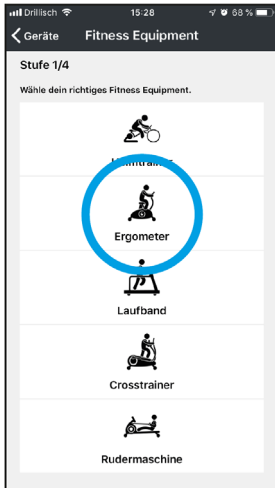 Drillisch 15:28 68 %
Geräte Fitness Equipment
Stufe 1/4
Wähle dein richtiges Fitness Equipment.
Ergometer
Laufband
Crosstrainer
Rudermaschine